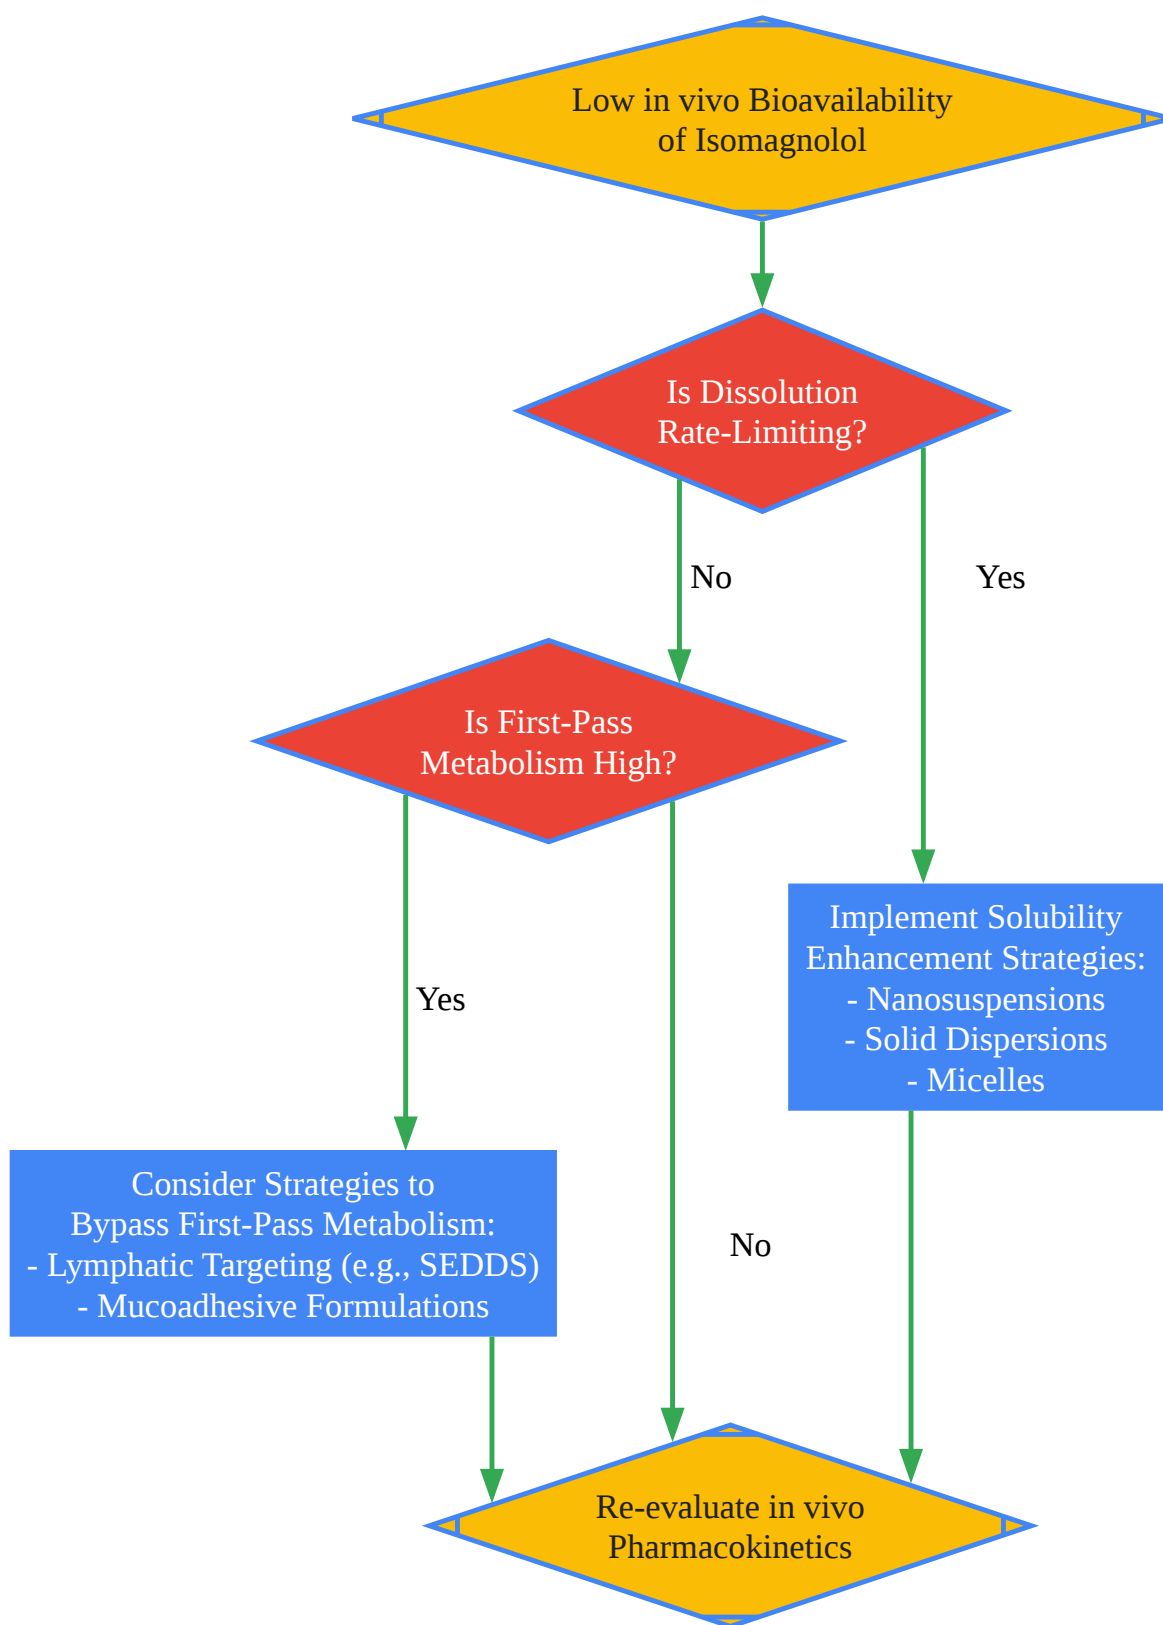 Low in vivo Bioavailability
of Isomagnolol
Is Dissolution
Rate-Limiting?
No
Yes
Is First-Pass
Metabolism High?
Implement Solubility
Enhancement Strategies:
- Nanosuspensions
- Solid Dispersions
- Micelles
Yes
Consider Strategies to
Bypass First-Pass Metabolism:
- Lymphatic Targeting (e.g., SEDDS)
- Mucoadhesive Formulations
No
Re-evaluate in vivo
Pharmacokinetics